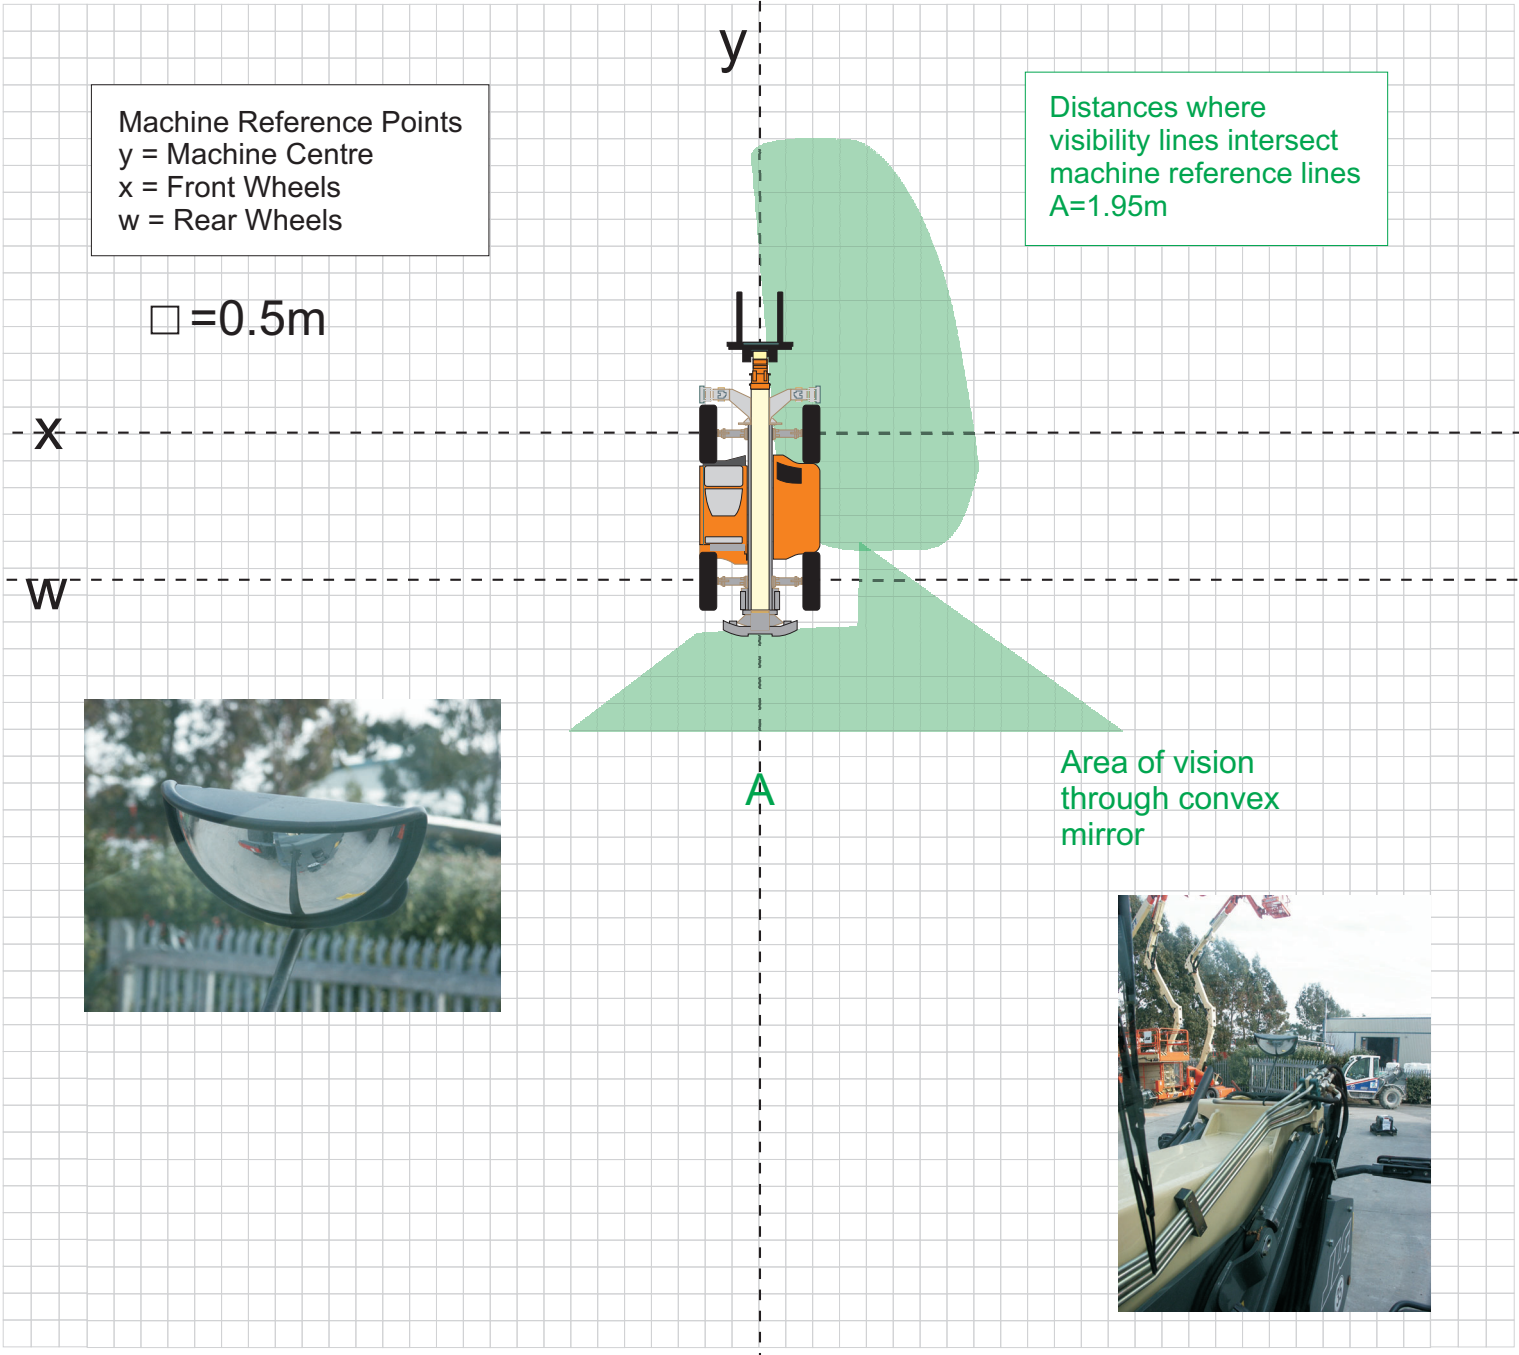 y
Machine Reference Points
y = Machine Centre
x = Front Wheels
w = Rear Wheels
Distances where
visibility lines intersect
machine reference lines
A=1.95m
□ =0.5m
x
w
A
Area of vision
through convex
mirror